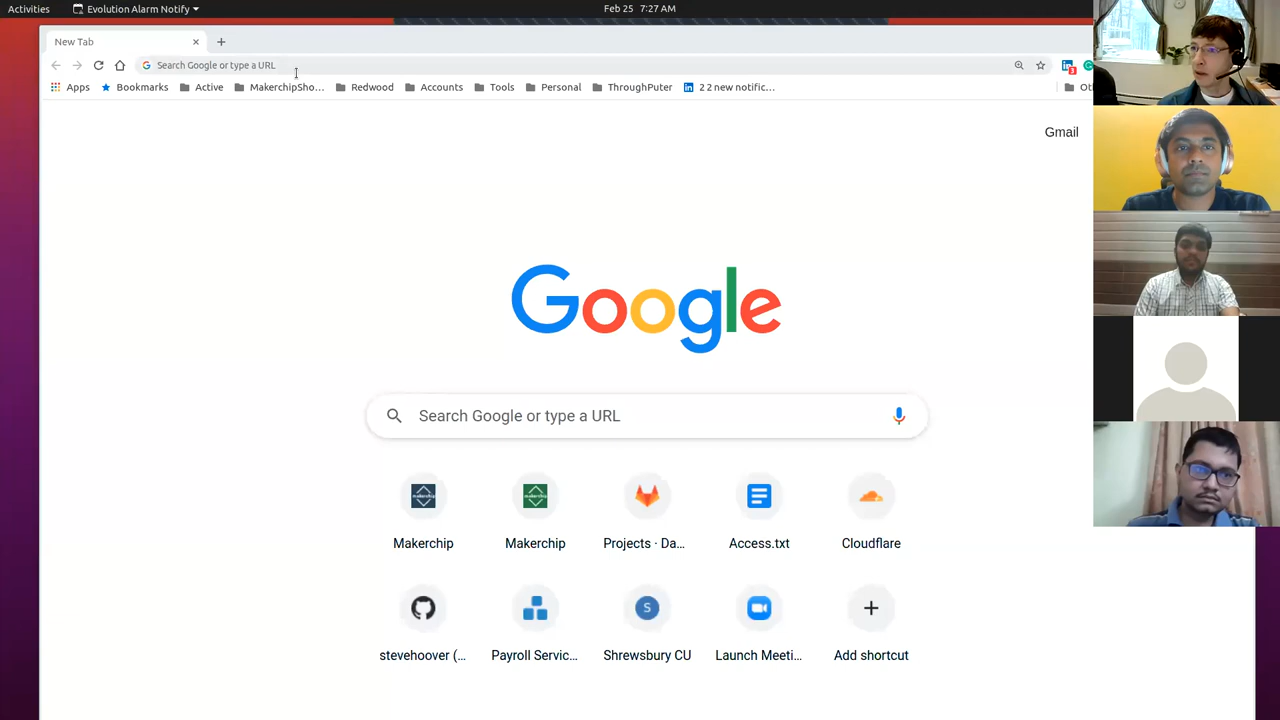 Activities
Evolution Alarm Notify
Feb 25 7:27 AM
New Tab
Search Google or type a URL
Apps
Bookmarks
Active
MakerchipSho...
Redwood
Accounts
Tools
Personal
ThroughPuter
2 2 new notific...
3
Gmail
Google
Search Google or type a URL
Makerchip
Makerchip
Projects · Da...
Access.txt
Cloudflare
S
stevehoover (...
Payroll Servic...
Shrewsbury CU
Launch Meeti...
Add shortcut